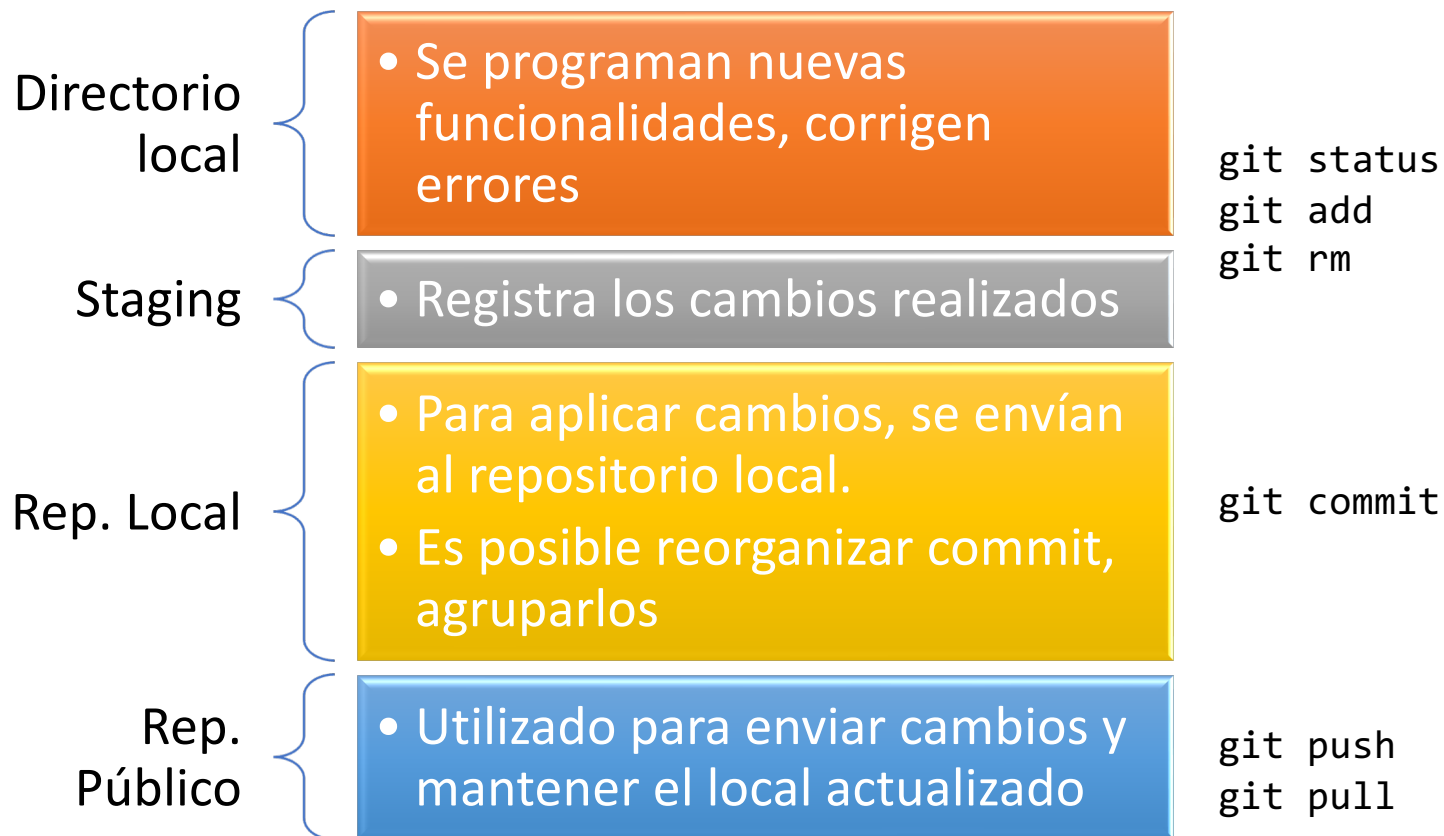 Directorio
local
• Se programan nuevas
funcionalidades, corrigen
errores
git status
git add
git rm
Staging
• Registra los cambios realizados
Rep. Local
• Para aplicar cambios, se envían
al repositorio local.
• Es posible reorganizar commit,
agruparlos
git commit
Rep.
Público
• Utilizado para enviar cambios y
mantener el local actualizado
git push
git pull